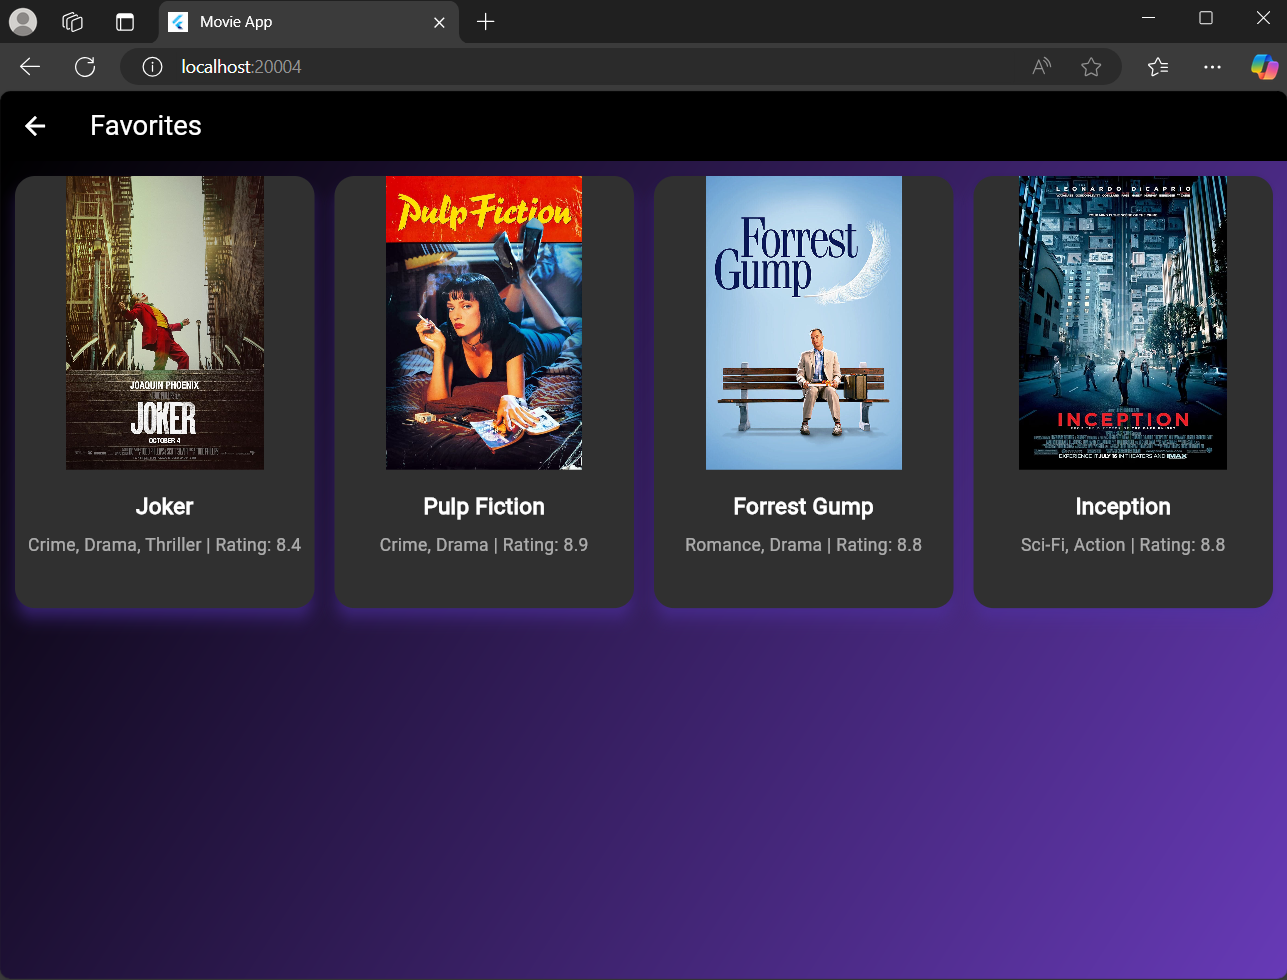 Movie App
localhost:20004
Favorites
JOAQUIN PHOENIX
JOKER
OCTOBER 4
Pulp Fiction
Forrest
Gump
LEONARDO DICAPRIO
INCEPTION
EXPERIENCE IT JULY 16 IN THEATERS AND IMAX
Joker
Crime, Drama, Thriller | Rating: 8.4
Pulp Fiction
Crime, Drama | Rating: 8.9
Forrest Gump
Romance, Drama | Rating: 8.8
Inception
Sci-Fi, Action | Rating: 8.8